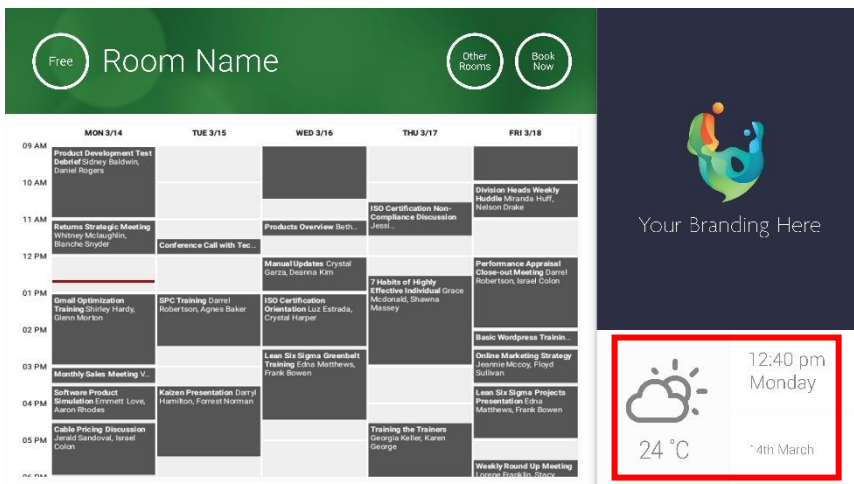 Free
Room Name
Other
Rooms
Book
Now
MON 3/14
TUE 3/15
WED 3/16
THU 3/17
FRI 3/18
09 AM
10 AM
11 AM
12 PM
01 PM
02 PM
03 PM
04 PM
05 PM
Product Development Test
Debrief Sidney Baldwin,
Daniel Rogers
Returns Strategic Meeting
Whitney Mclaughlin,
Blanche Snyder
Gmail Optimization
Training Shirley Hardy,
Glenn Morton
Monthly Sales Meeting V..
Software Product
Simulation Emmett Love,
Aaron Rhodes
Cable Pricing Discussion
Jerald Sandoval, Israel
Colon
Conference Call with Tec...
SPC Training Darrel
Robertson, Agnes Baker
Kaizen Presentation Darryl
Hamilton, Forrest Norman
Products Overview Beth..
Manual Updates Crystal
Garza, Deanna Kim
ISO Certification
Orientation Luz Estrada,
Crystal Harper
Lean Six Sigma Greenbelt
Training Edna Matthews,
Frank Bowen
ISO Certification Non-
Compliance Discussion
Jessi...
7 Habits of Highly
Effective Individual Grace
Mcdonald, Shawna
Massey
Training the Trainers
Georgia Keller, Karen
George
Division Heads Weekly
Huddle Miranda Huff,
Nelson Drake
Performance Appraisal
Close-out Meeting Darrel
Robertson, Israel Colon
Basic Wordpress Trainin..
Online Marketing Strategy
Jeannie Mccoy, Floyd
Sullivan
Lean Six Sigma Projects
Presentation Edna
Matthews, Frank Bowen
Weekly Round Up Meeting
Lorene Franklin, Stacy
Your Branding Here
12:40 pm
Monday
24 °C
14th March